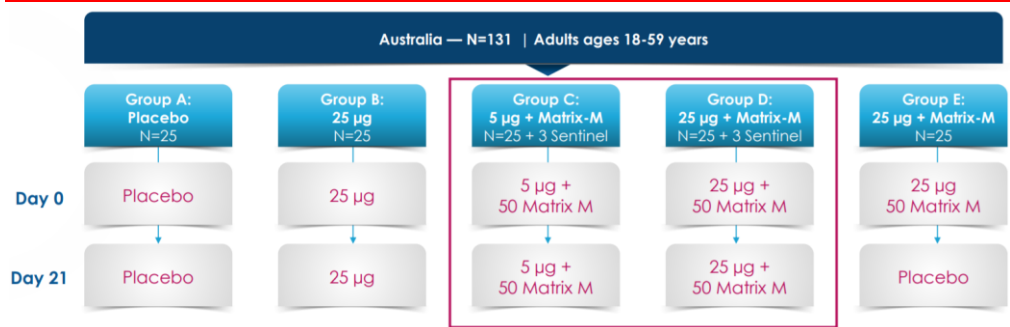 Australia — N=131 | Adults ages 18-59 years
Group A:
Placebo
N=25
Group B:
25 µg
N=25
Group C:
5 µg + Matrix-M
N=25 + 3 Sentinel
Group D:
25 µg + Matrix-M
N=25 + 3 Sentinel
Group E:
25 µg + Matrix-M
N=25
Day 0
Placebo
25 µg
5 µg +
50 Matrix M
25 µg +
50 Matrix M
25 µg
50 Matrix M
Day 21
Placebo
25 µg
5 µg +
50 Matrix M
25 µg +
50 Matrix M
Placebo